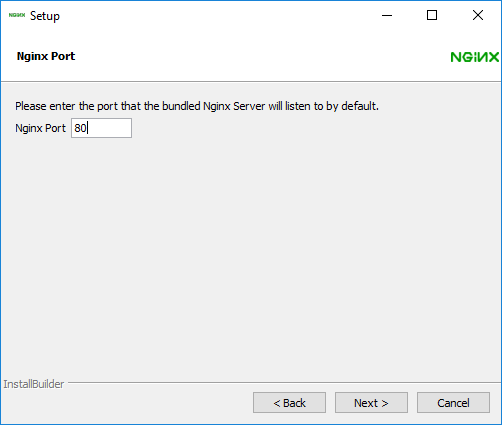 NGINX Setup
Nginx Port
NGINX
Please enter the port that the bundled Nginx Server will listen to by default.
Nginx Port 80
InstallBuilder
< Back Next > Cancel